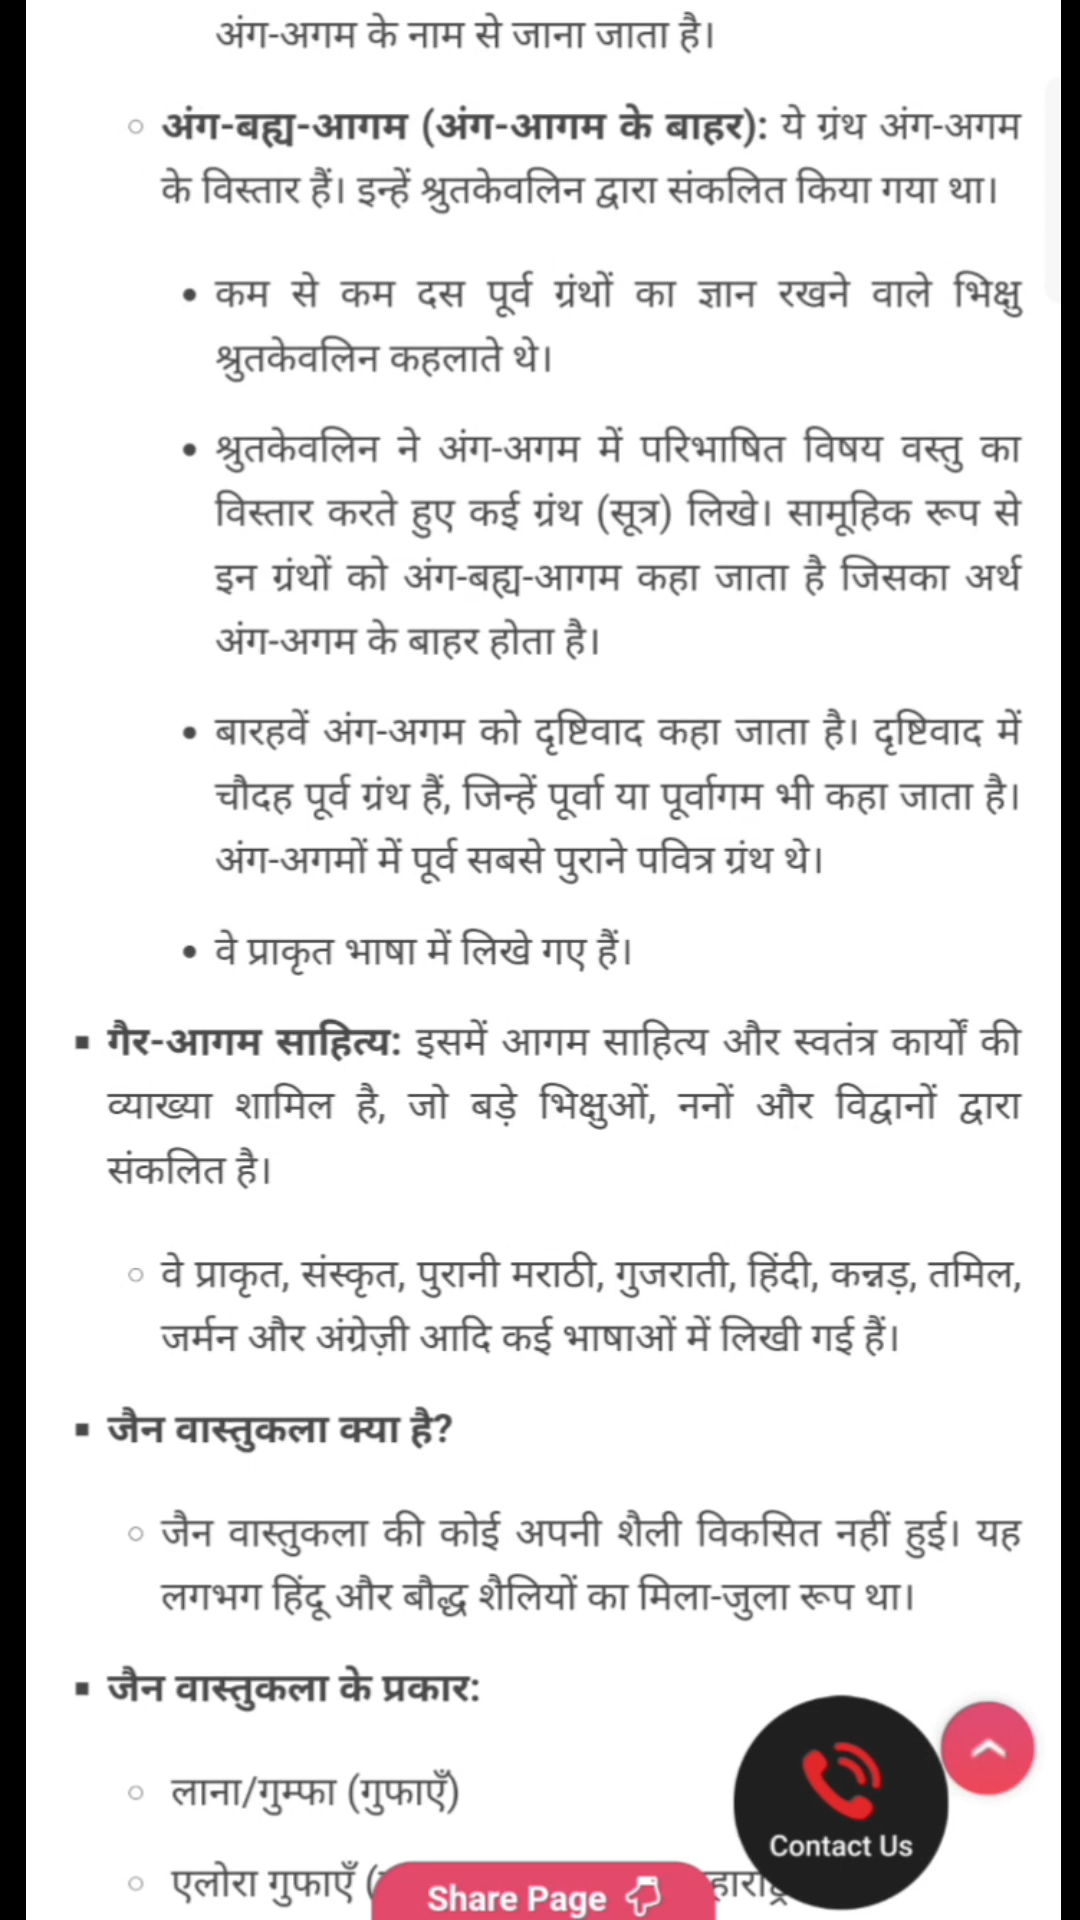 अंग-अगम के नाम से जाना जाता है।
अंग-बह्य-आगम (अंग-आगम के बाहर): ये ग्रंथ अंग-अगम
के विस्तार हैं। इन्हें श्रुतकेवलिन द्वारा संकलित किया गया था।
कम से कम दस पूर्व ग्रंथों का ज्ञान रखने वाले भिक्षु
श्रुतकेवलिन कहलाते थे।
श्रुतकेवलिन ने अंग-अगम में परिभाषित विषय वस्तु का
विस्तार करते हुए कई ग्रंथ (सूत्र) लिखे। सामूहिक रूप से
इन ग्रंथों को अंग-बह्य-आगम कहा जाता है जिसका अर्थ
अंग-अगम के बाहर होता है।
बारहवें अंग-अगम को दृष्टिवाद कहा जाता है। दृष्टिवाद में
चौदह पूर्व ग्रंथ हैं, जिन्हें पूर्वा या पूर्वागम भी कहा जाता है।
अंग-अगमों में पूर्व सबसे पुराने पवित्र ग्रंथ थे।
वे प्राकृत भाषा में लिखे गए हैं।
गैर-आगम साहित्य: इसमें आगम साहित्य और स्वतंत्र कार्यों की
व्याख्या शामिल है, जो बड़े भिक्षुओं, ननों और विद्वानों द्वारा
संकलित है।
वे प्राकृत, संस्कृत, पुरानी मराठी, गुजराती, हिंदी, कन्नड़, तमिल,
जर्मन और अंग्रेज़ी आदि कई भाषाओं में लिखी गई हैं।
जैन वास्तुकला क्या है?
जैन वास्तुकला की कोई अपनी शैली विकसित नहीं हुई। यह
लगभग हिंदू और बौद्ध शैलियों का मिला-जुला रूप था।
जैन वास्तुकला के प्रकार:
लाना/गुम्फा (गुफाएँ)
Contact Us
एलोरा गुफाएँ
Share Page